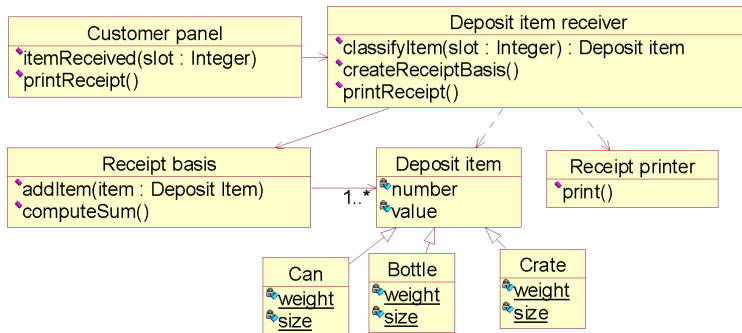 Customer panel
itemReceived(slot : Integer)
printReceipt()
Deposit item receiver
classifyItem(slot : Integer) : Deposit item
createReceiptBasis()
printReceipt()
Receipt basis
addItem(item : Deposit Item)
computeSum()
1..*
Deposit item
number
value
Receipt printer
print()
Can
weight
size
Bottle
weight
size
Crate
weight
size